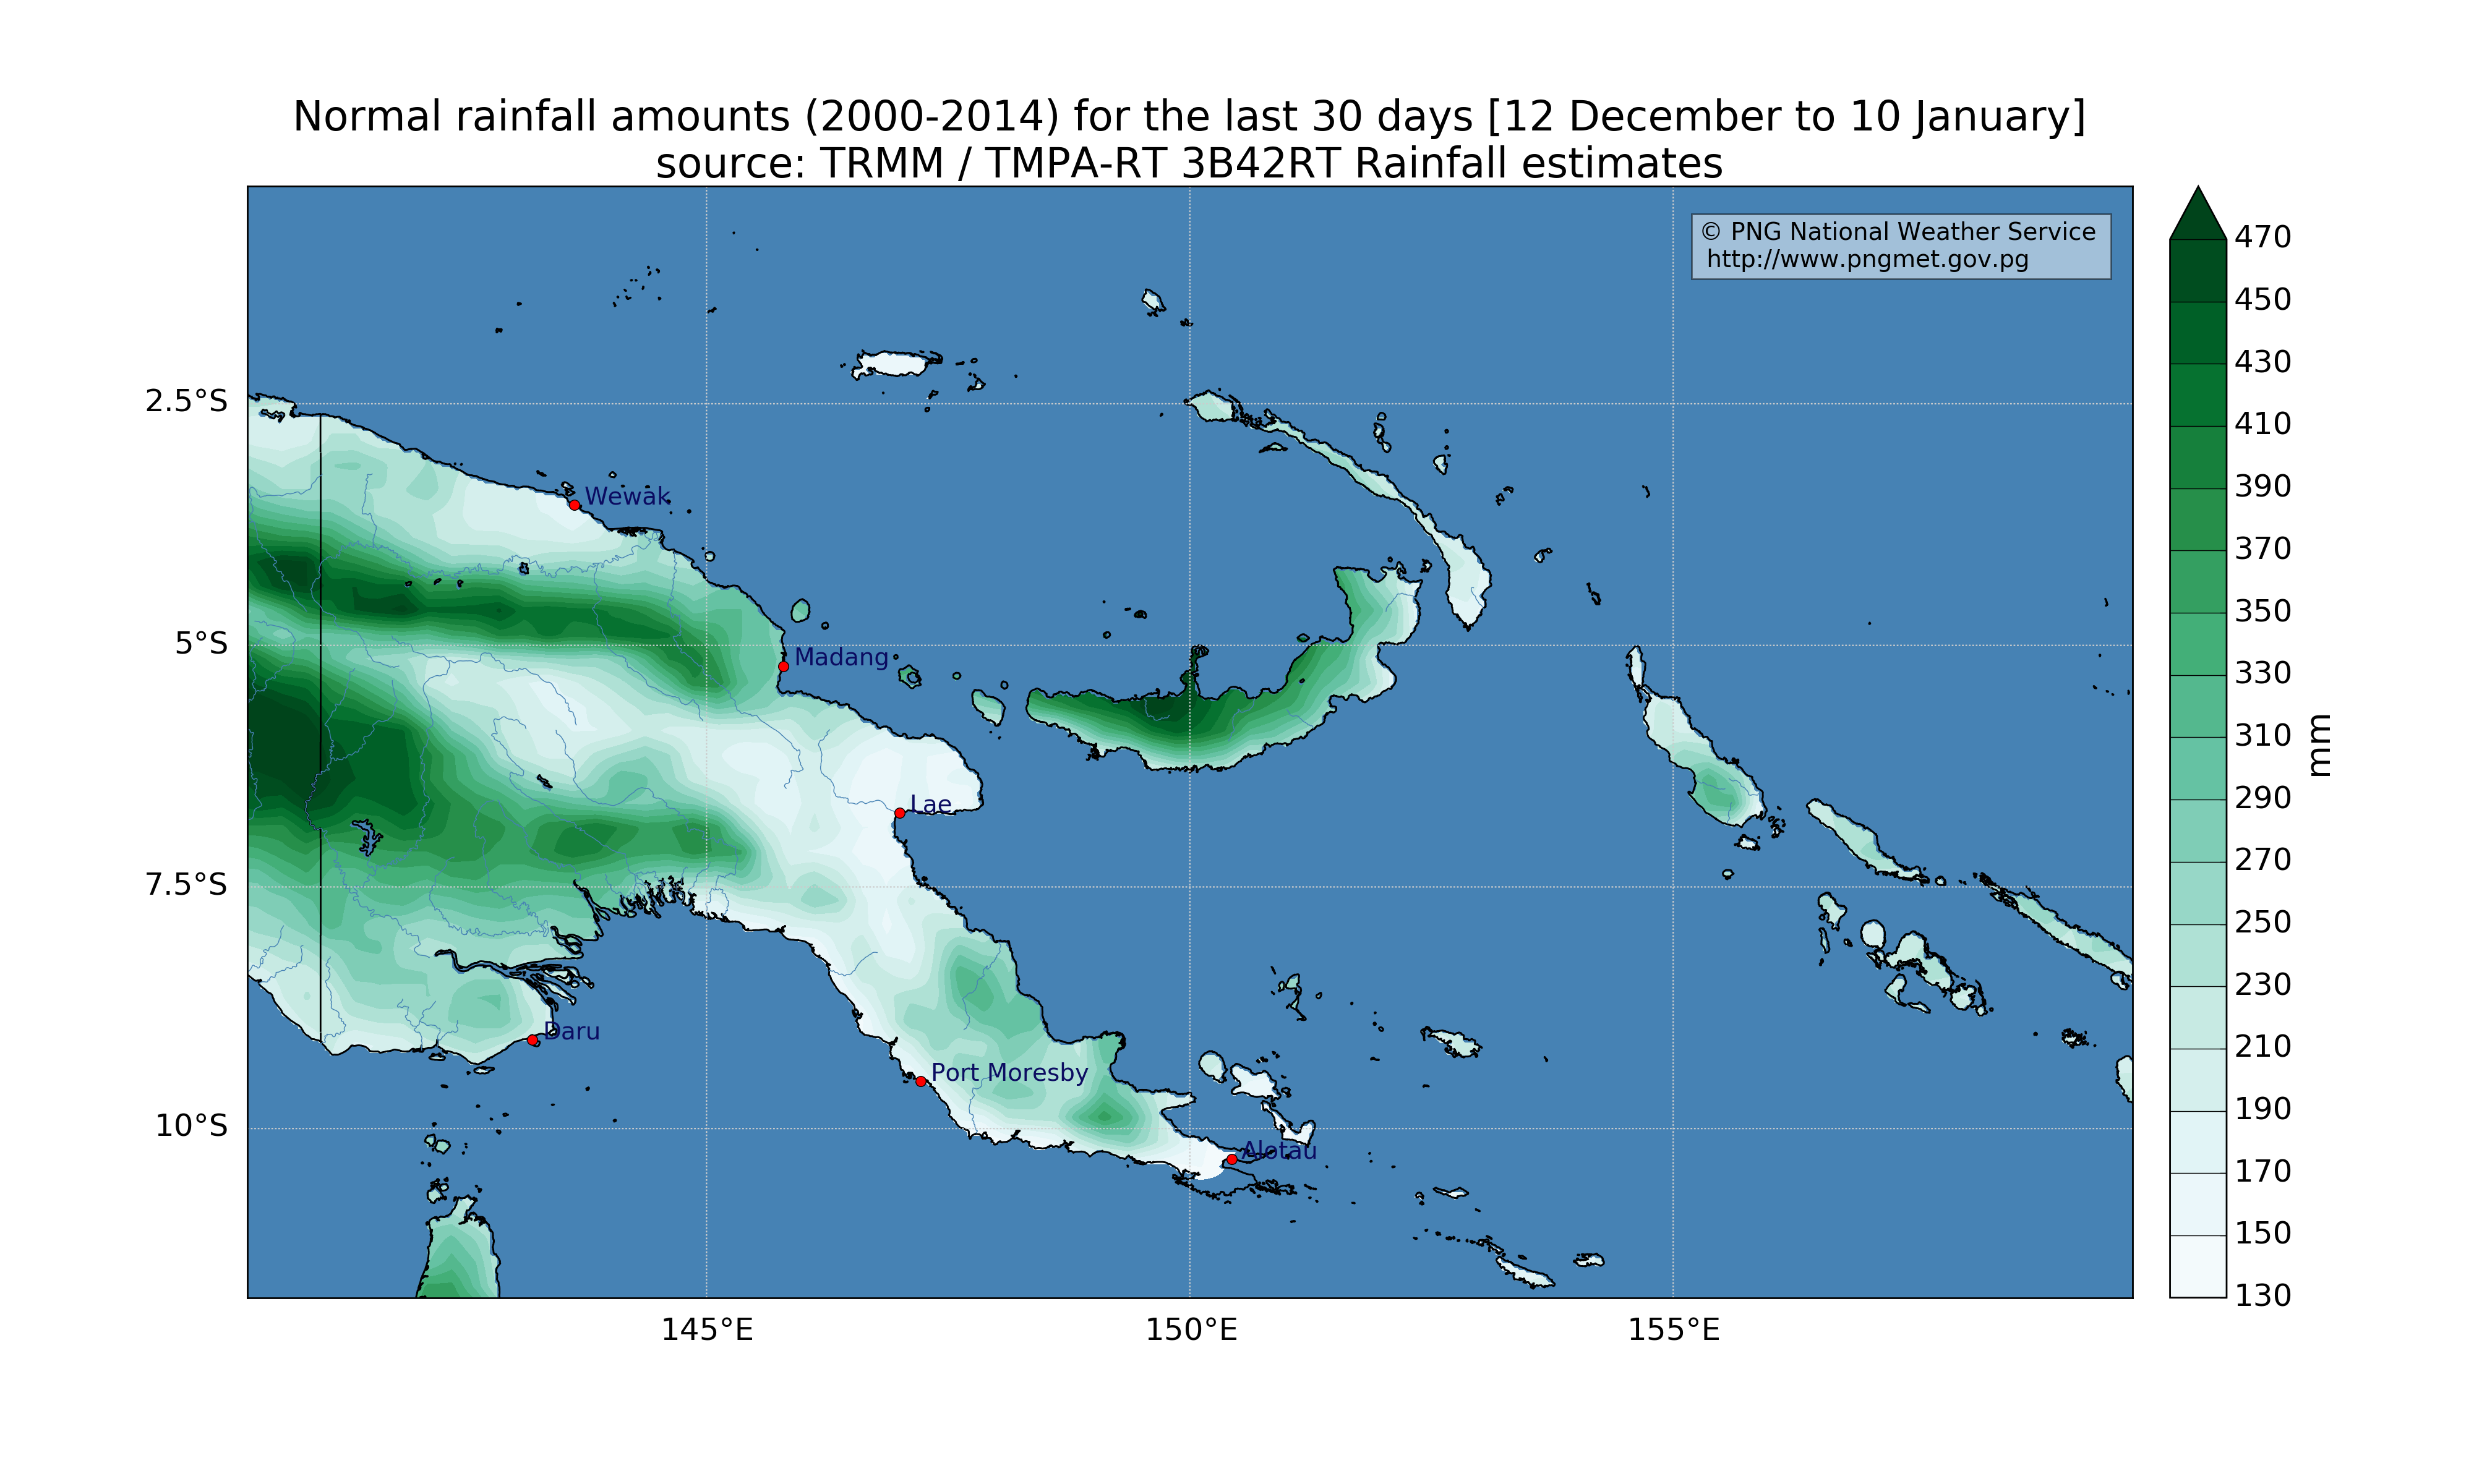 Normal rainfall amounts (2000-2014) for the last 30 days [12 December to 10 January]
source: TRMM / TMPA-RT 3B42RT Rainfall estimates
© PNG National Weather Service
http://www.pngmet.gov.pg
2.5°S
5°S
7.5°S
10°S
Wewak
Madang
Lae
Daru
Port Moresby
Alotau
145°E
150°E
155°E
470
450
430
410
390
370
350
330
310
290
270
250
230
210
190
170
150
130
mm